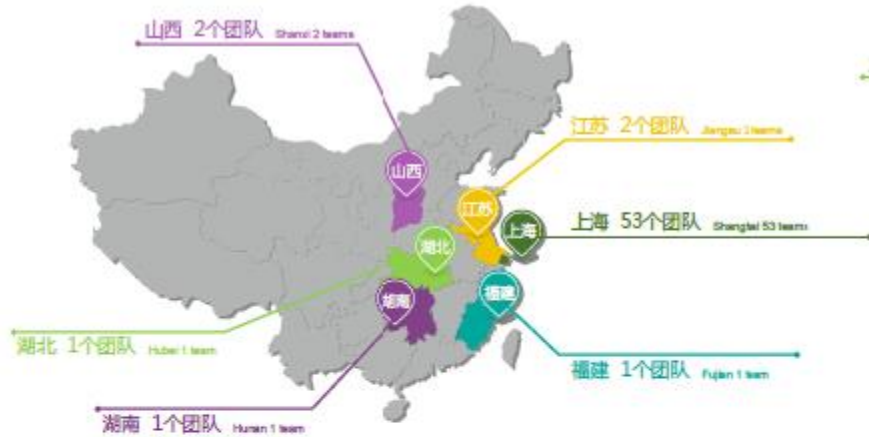 山西 2个团队 Shanxi 2 teams
江苏 2个团队 Jiangsu 2 teams
山西
江苏
上海
上海 53个团队 Shanghai 53 teams
湖北
福建
湖南
湖北 1个团队 Hubei 1 team
福建 1个团队 Fujian 1 team
湖南 1个团队 Hunan 1 team